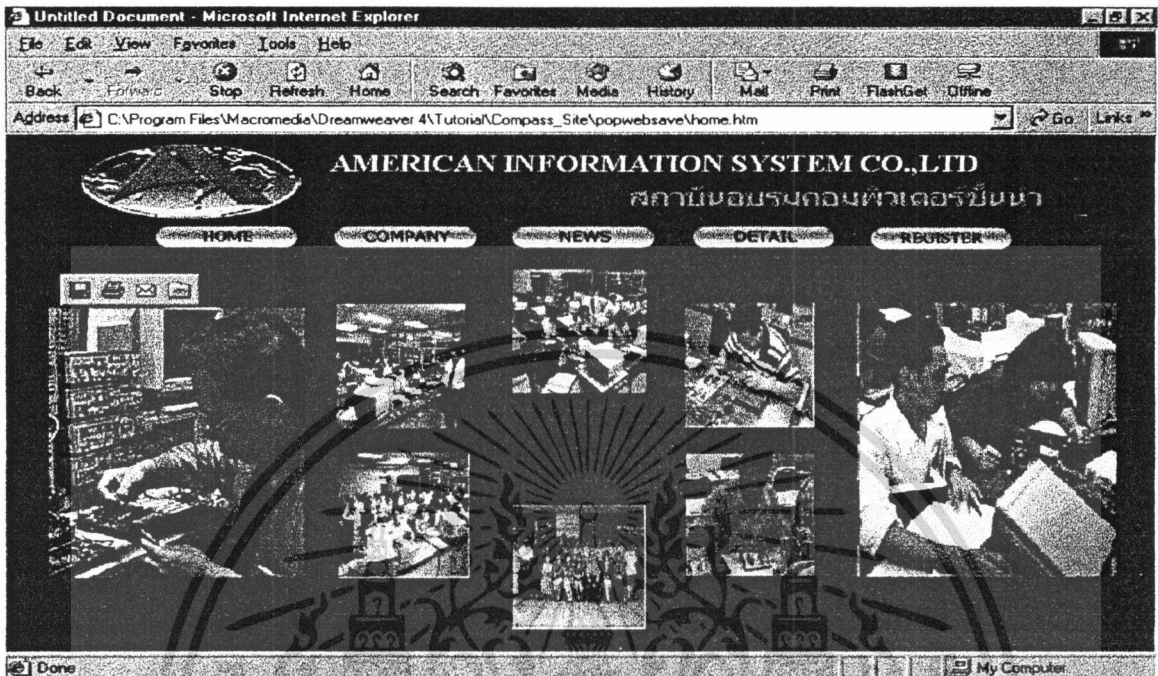 Untitled Document - Microsoft Internet Explorer
File Edit View Favorites Tools Help
Back Forward Stop Refresh Home Search Favorites Media History Mail Print FlashGet Offline
Address C:\Program Files\Macromedia\Dreamweaver 4\Tutorial\Compass_Site\popwebsave\home.htm Go Links »
AMERICAN INFORMATION SYSTEM CO.,LTD
สถาบันอบรมคอมพิวเตอร์ชั้นนำ
HOME COMPANY NEWS DETAIL REGISTER
Done My Computer